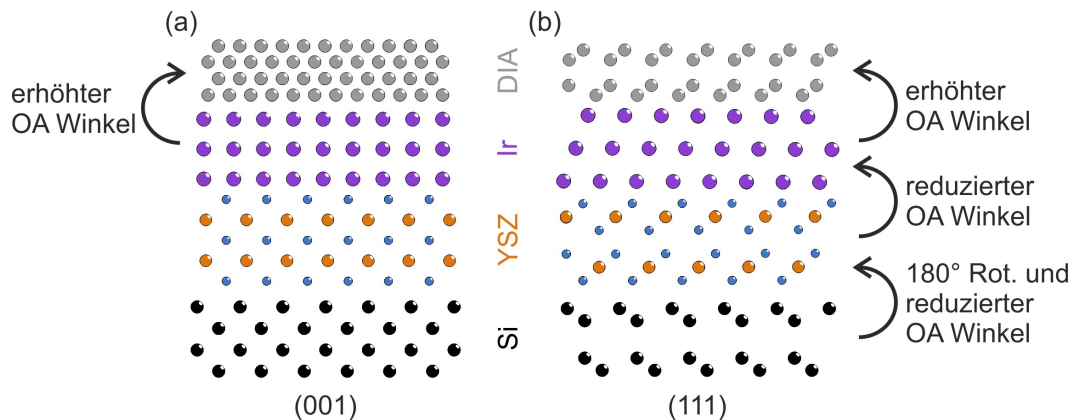 (a)
erhöhter
OA Winkel
(001)
DIA
Ir
YSZ
Si
(b)
erhöhter
OA Winkel
reduzierter
OA Winkel
180° Rot. und
reduzierter
OA Winkel
(111)